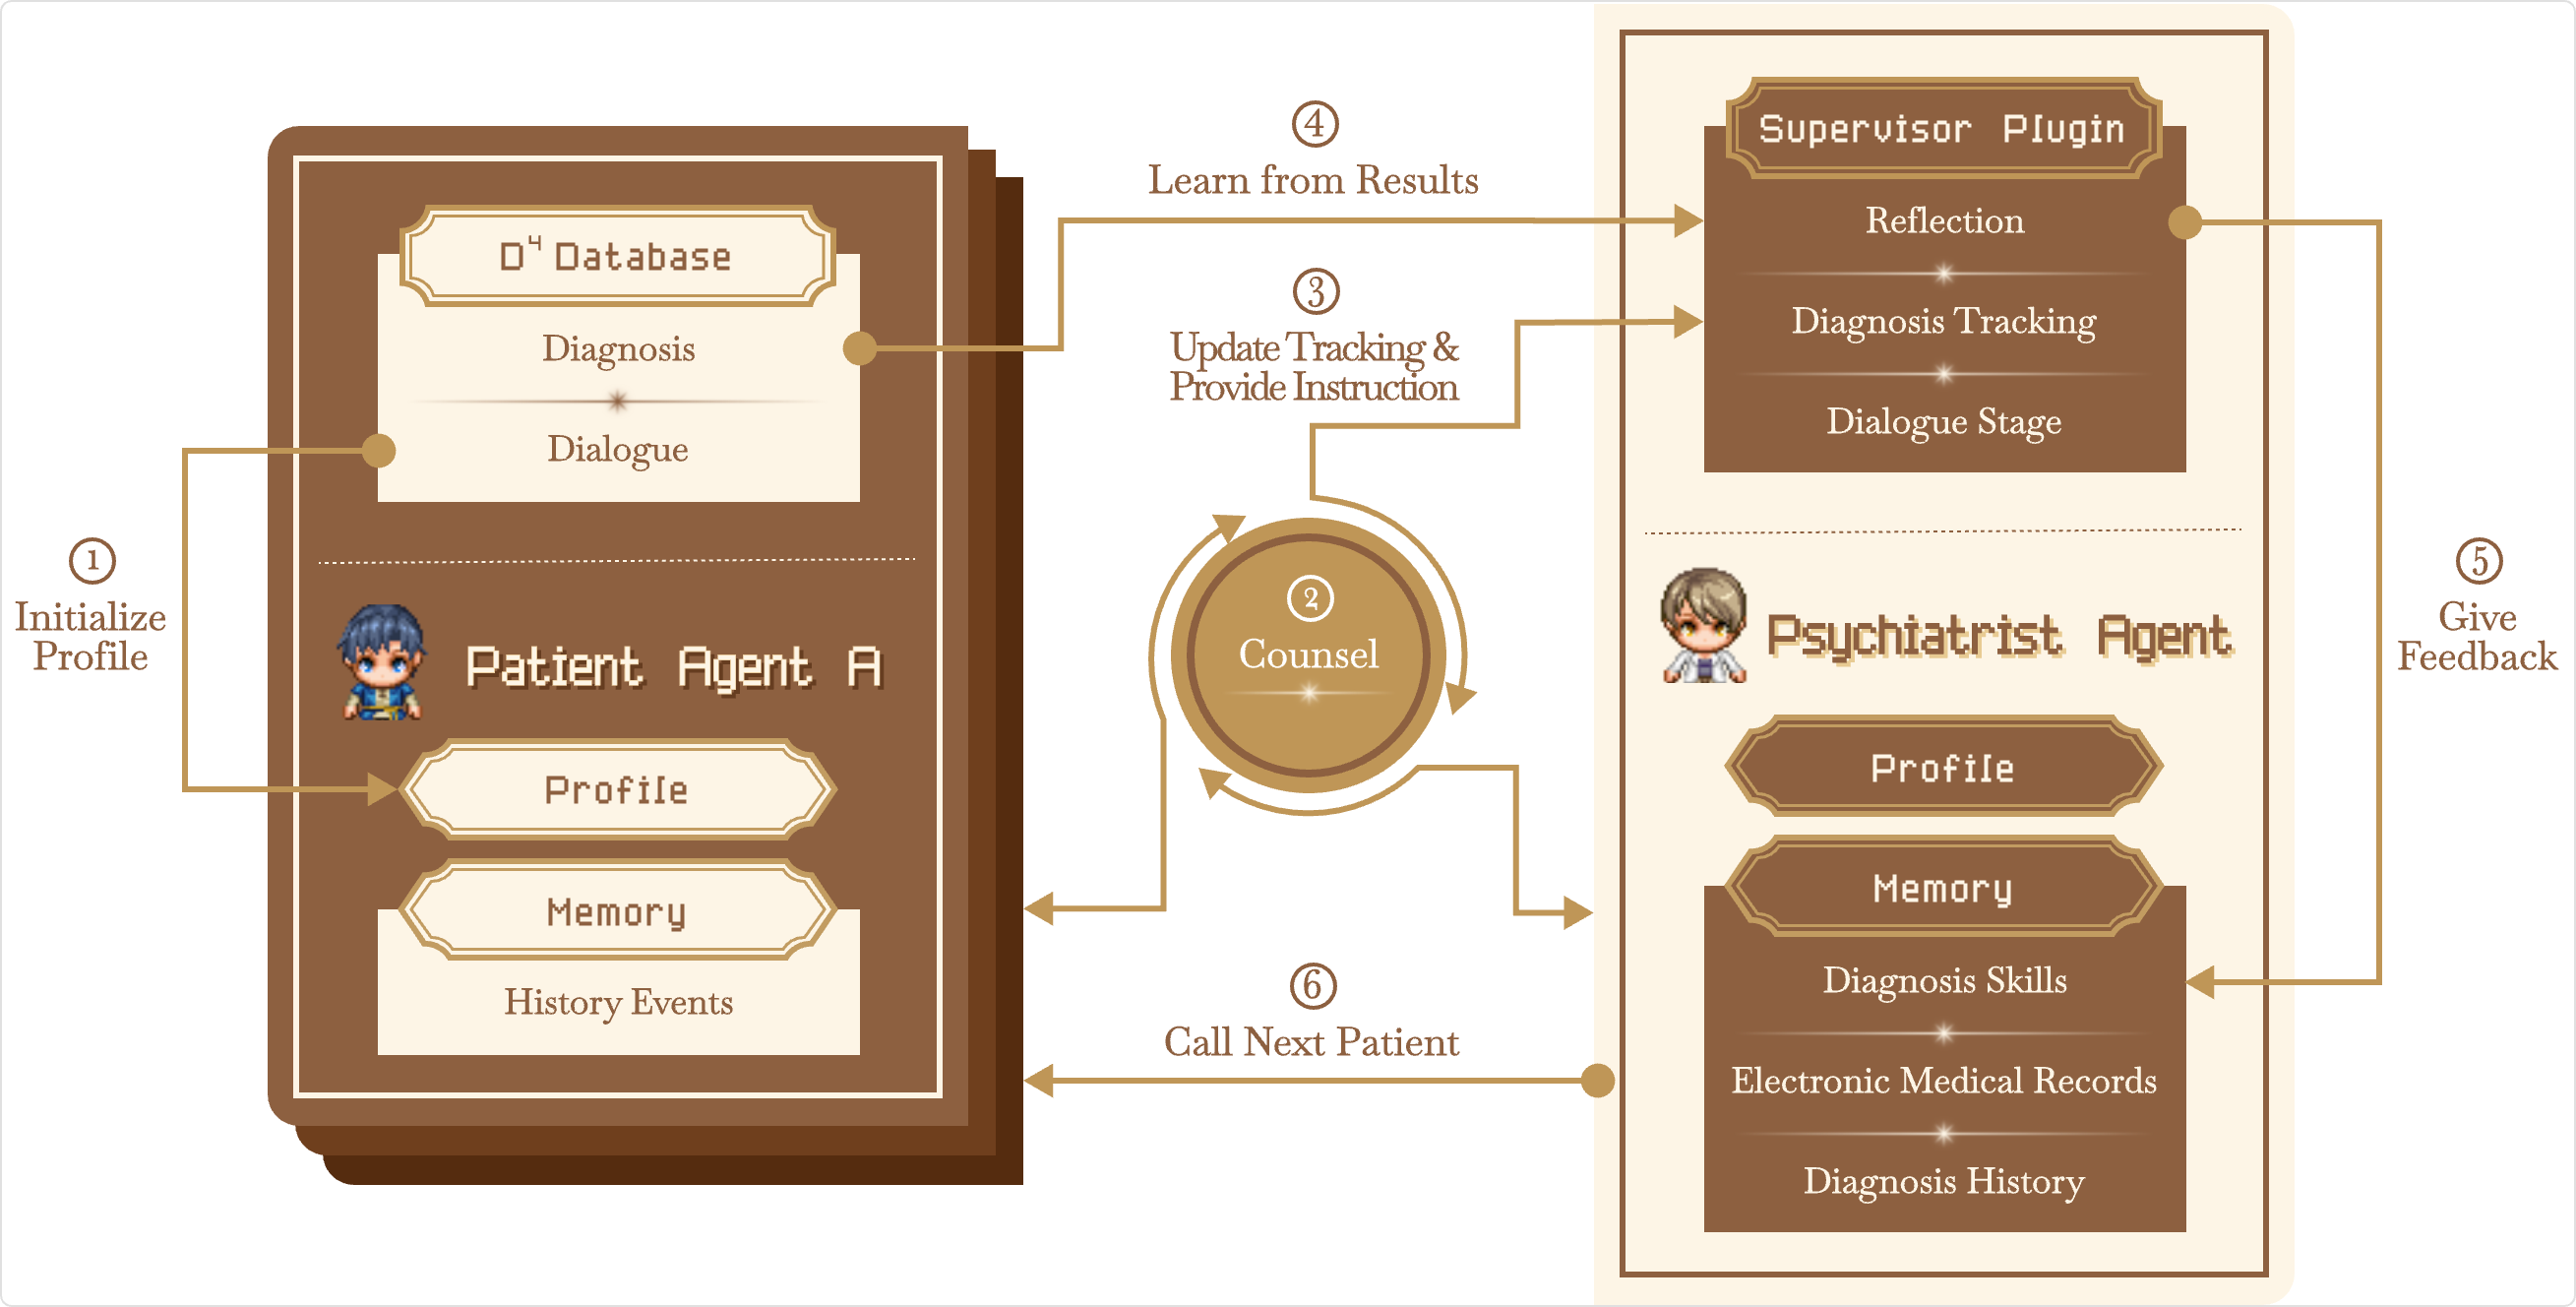 ①
Initialize
Profile
D⁴ Database
Diagnosis
Dialogue
Patient Agent A
Profile
Memory
History Events
④
Learn from Results
③
Update Tracking &
Provide Instruction
②
Counsel
⑥
Call Next Patient
Supervisor Plugin
Reflection
Diagnosis Tracking
Dialogue Stage
Psychiatrist Agent
Profile
Memory
Diagnosis Skills
Electronic Medical Records
Diagnosis History
⑤
Give
Feedback